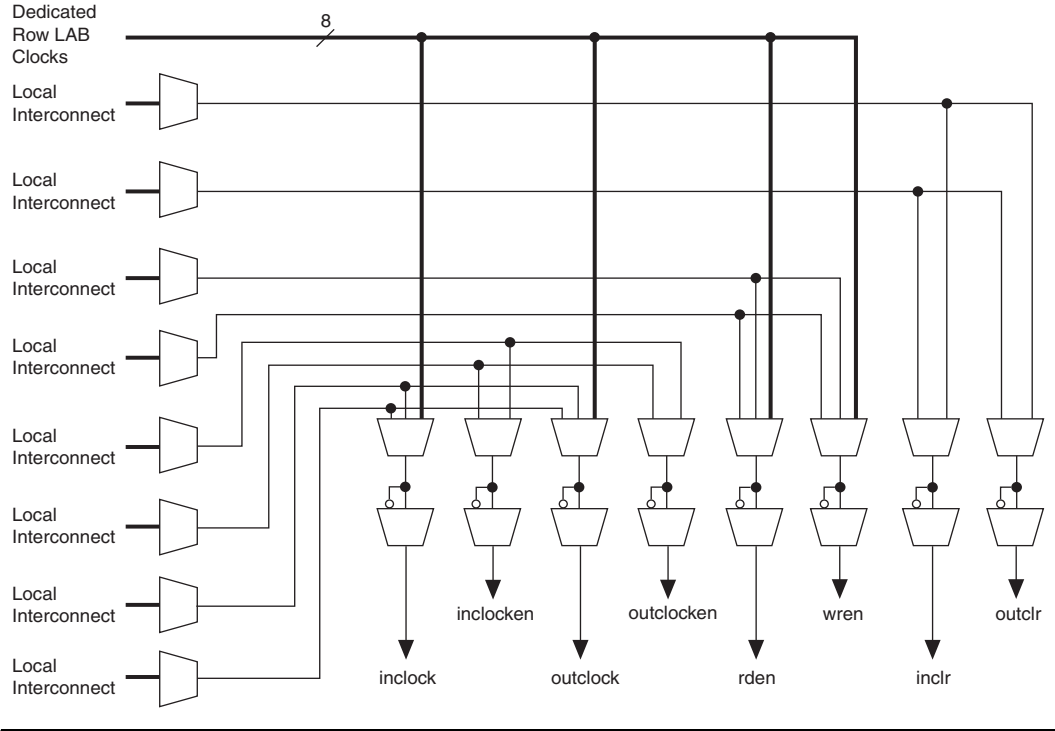 Dedicated
Row LAB
Clocks
8
Local
Interconnect
Local
Interconnect
Local
Interconnect
Local
Interconnect
Local
Interconnect
Local
Interconnect
Local
Interconnect
Local
Interconnect
inclocken
outclocken
wren
outclr
inclock
outclock
rden
inclr